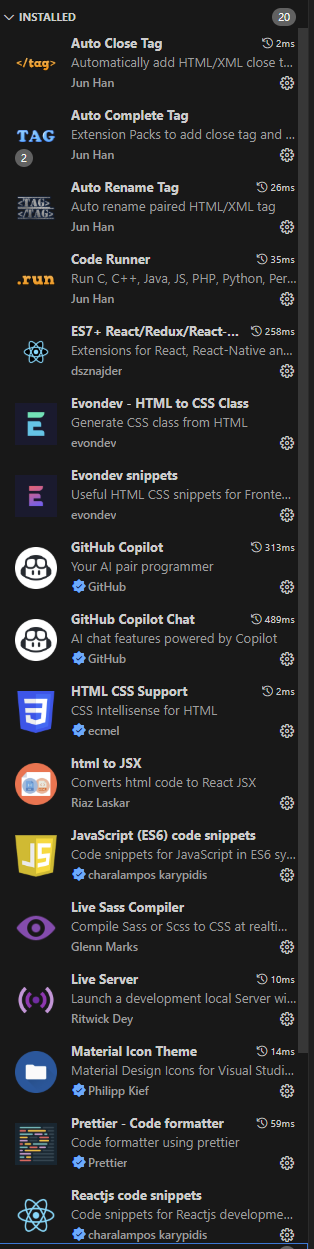 INSTALLED 20
Auto Close Tag 2ms
</tag> Automatically add HTML/XML close t...
Jun Han
Auto Complete Tag
TAG Extension Packs to add close tag and ...
2 Jun Han
Auto Rename Tag 26ms
<TAG> </TAG> Auto rename paired HTML/XML tag
Jun Han
Code Runner 35ms
.run Run C, C++, Java, JS, PHP, Python, Per...
Jun Han
ES7+ React/Redux/React-... 258ms
Extensions for React, React-Native an...
dsznajder
Evondev - HTML to CSS Class
E Generate CSS class from HTML
evondev
Evondev snippets
E Useful HTML CSS snippets for Fronte...
evondev
GitHub Copilot 313ms
Your AI pair programmer
GitHub
GitHub Copilot Chat 489ms
AI chat features powered by Copilot
GitHub
HTML CSS Support 2ms
3 CSS Intellisense for HTML
ecmel
html to JSX
Converts html code to React JSX
Riaz Laskar
JavaScript (ES6) code snippets
JS Code snippets for JavaScript in ES6 sy...
charalampos karypidis
Live Sass Compiler
Compile Sass or Scss to CSS at realti...
Glenn Marks
Live Server 10ms
Launch a development local Server wi...
Ritwick Dey
Material Icon Theme 14ms
Material Design Icons for Visual Studi...
Philipp Kief
Prettier - Code formatter 59ms
Code formatter using prettier
Prettier
Reactjs code snippets
Code snippets for Reactjs developme...
charalampos karypidis